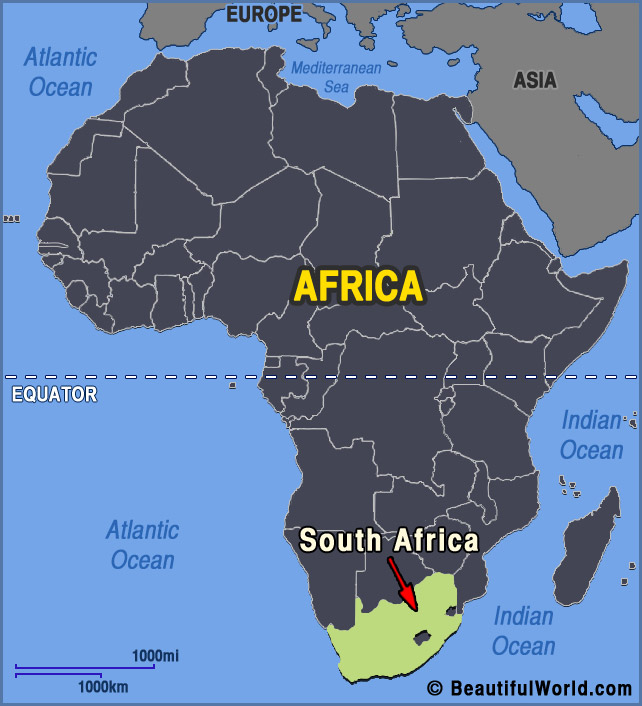 EUROPE
Atlantic
Ocean
Mediterranean
Sea
ASIA
AFRICA
EQUATOR
Indian
Ocean
South Africa
Atlantic
Ocean
Indian
Ocean
1000mi
1000km
© BeautifulWorld.com